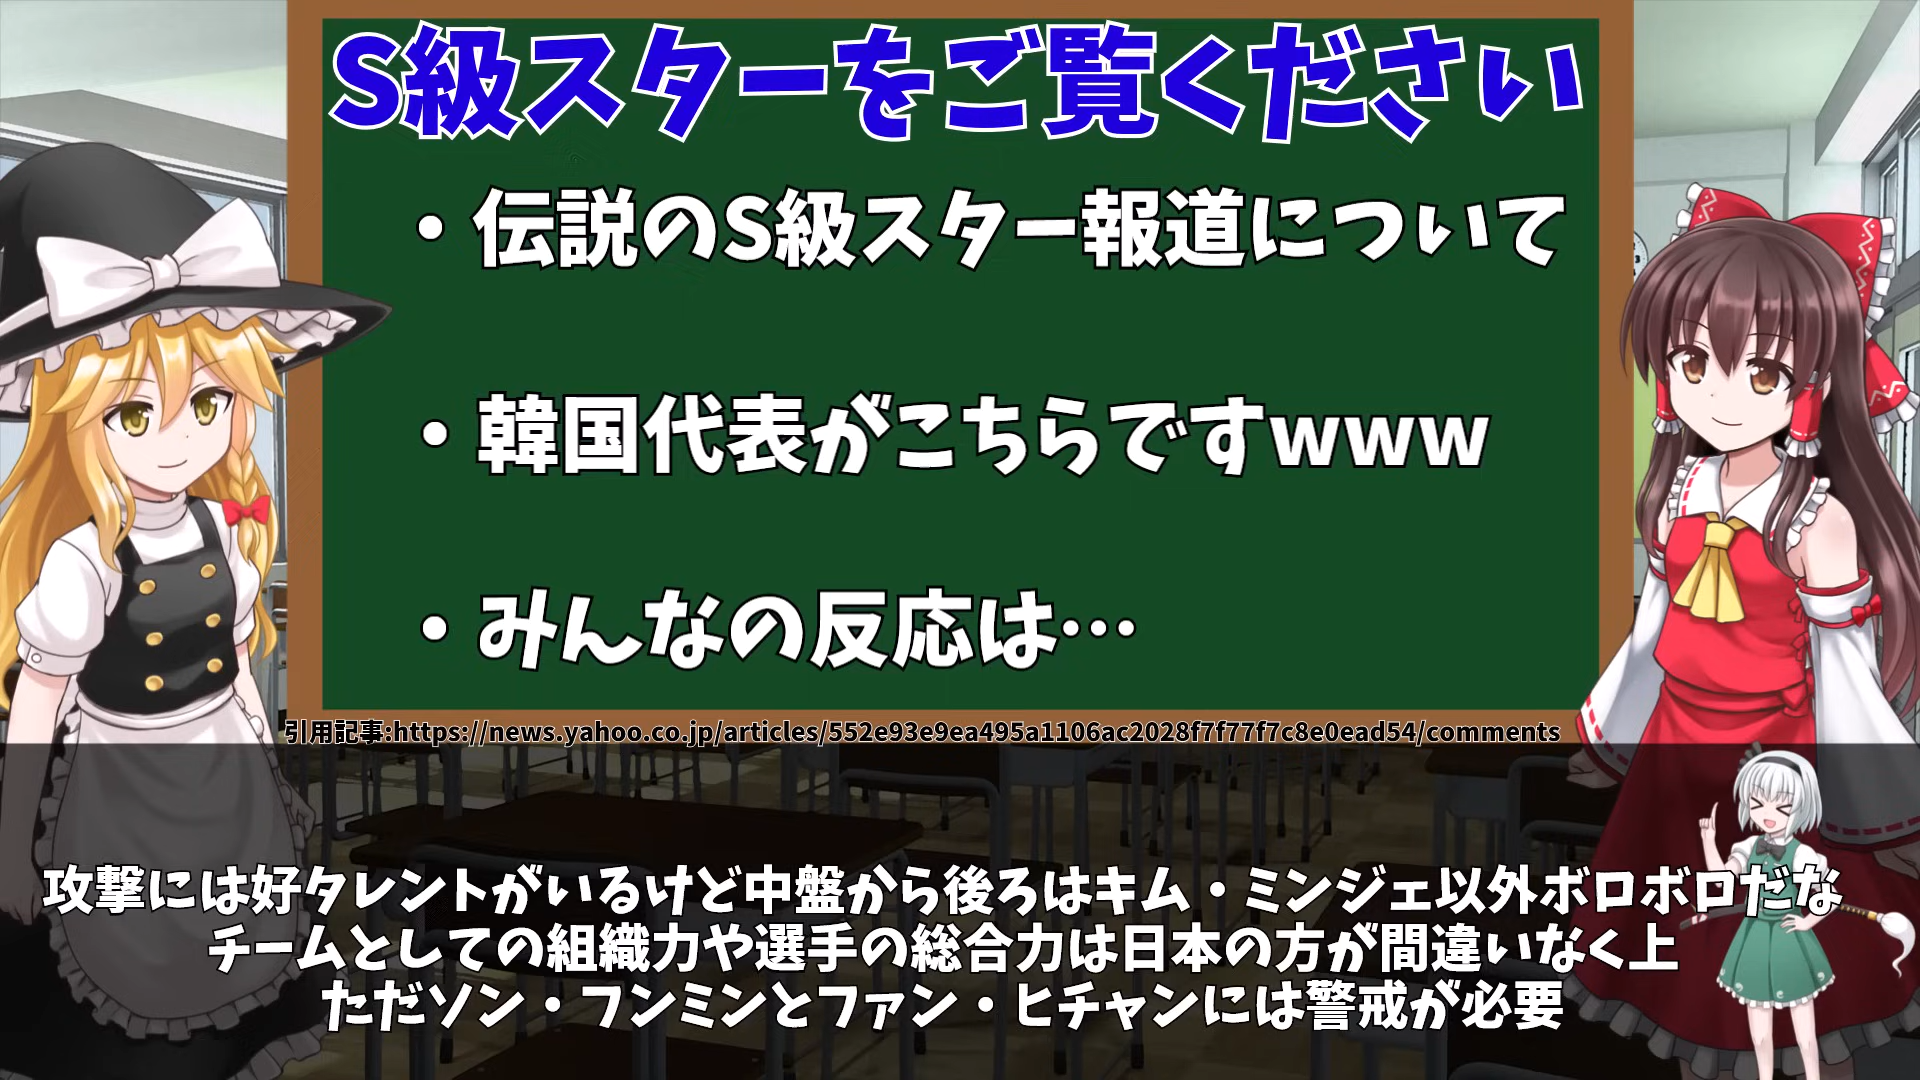 S級スターをご覧ください
・伝説のS級スター報道について
・韓国代表がこちらですwww
・みんなの反応は…
引用記事:https://news.yahoo.co.jp/articles/552e93e9ea495a1106ac2028f7f77f7c8e0ead54/comments
攻撃には好タレントがいるけど中盤から後ろはキム・ミンジェ以外ボロボロだな
チームとしての組織力や選手の総合力は日本の方が間違いなく上
ただソン・フンミンとファン・ヒチャンには警戒が必要